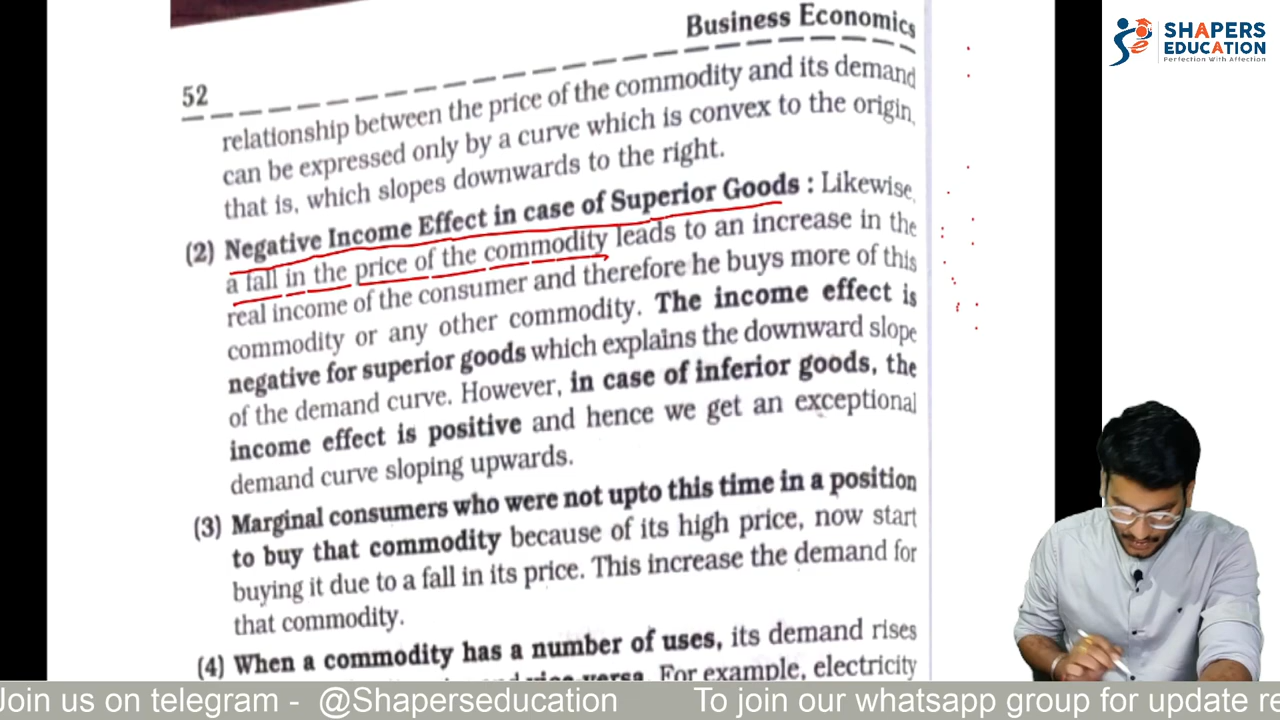 Business Economics
52
relationship between the price of the commodity and its demand
can be expressed only by a curve which is convex to the origin,
that is, which slopes downwards to the right.
(2) Negative Income Effect in case of Superior Goods : Likewise,
a fall in the price of the commodity leads to an increase in the
real income of the consumer and therefore he buys more of this
commodity or any other commodity. The income effect is
negative for superior goods which explains the downward slope
of the demand curve. However, in case of inferior goods, the
income effect is positive and hence we get an exceptional
demand curve sloping upwards.
(3) Marginal consumers who were not upto this time in a position
to buy that commodity because of its high price, now start
buying it due to a fall in its price. This increase the demand for
that commodity.
(4) When a commodity has a number of uses, its demand rises
vice-versa. For example, electricity
SHAPERS
EDUCATION
Perfection With Affection
Join us on telegram - @Shaperseducation To join our whatsapp group for update re